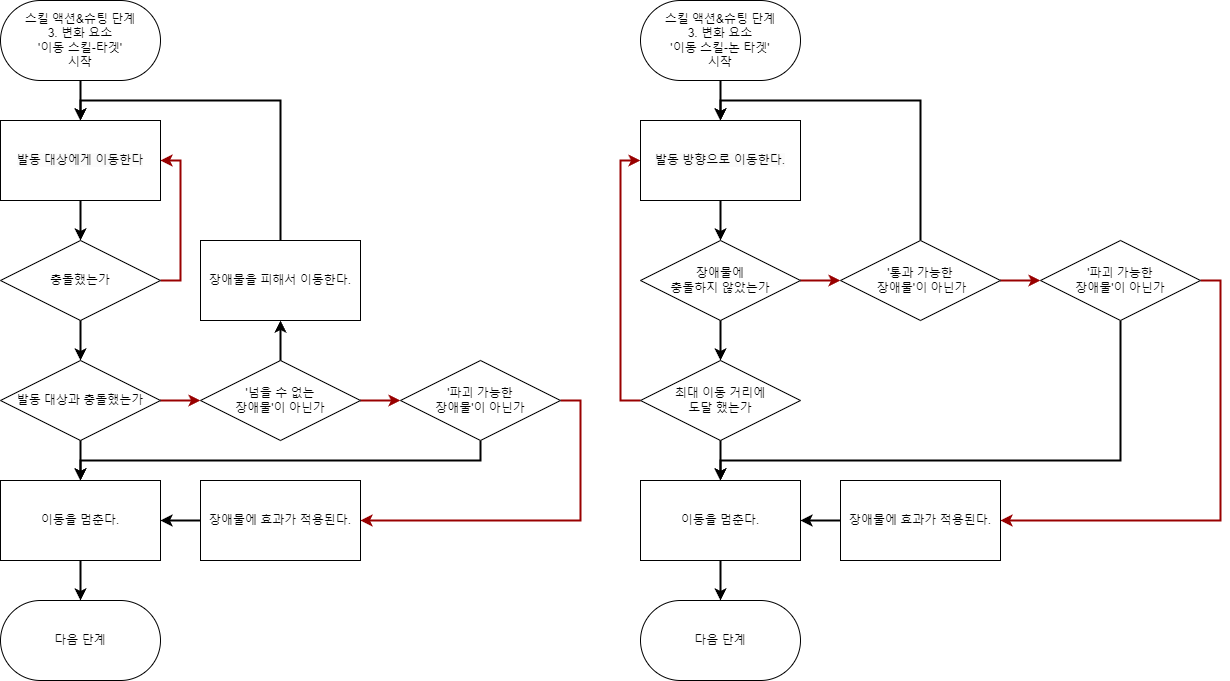 스킬 액션&슈팅 단계
3. 변화 요소
'이동 스킬-타겟'
시작
발동 대상에게 이동한다
충돌했는가
장애물을 피해서 이동한다.
발동 대상과 충돌했는가
'넘을 수 없는
장애물'이 아닌가
'파괴 가능한
장애물'이 아닌가
이동을 멈춘다.
장애물에 효과가 적용된다.
다음 단계
스킬 액션&슈팅 단계
3. 변화 요소
'이동 스킬-논 타겟'
시작
발동 방향으로 이동한다.
장애물에
충돌하지 않았는가
'통과 가능한
장애물'이 아닌가
'파괴 가능한
장애물'이 아닌가
최대 이동 거리에
도달 했는가
이동을 멈춘다.
장애물에 효과가 적용된다.
다음 단계